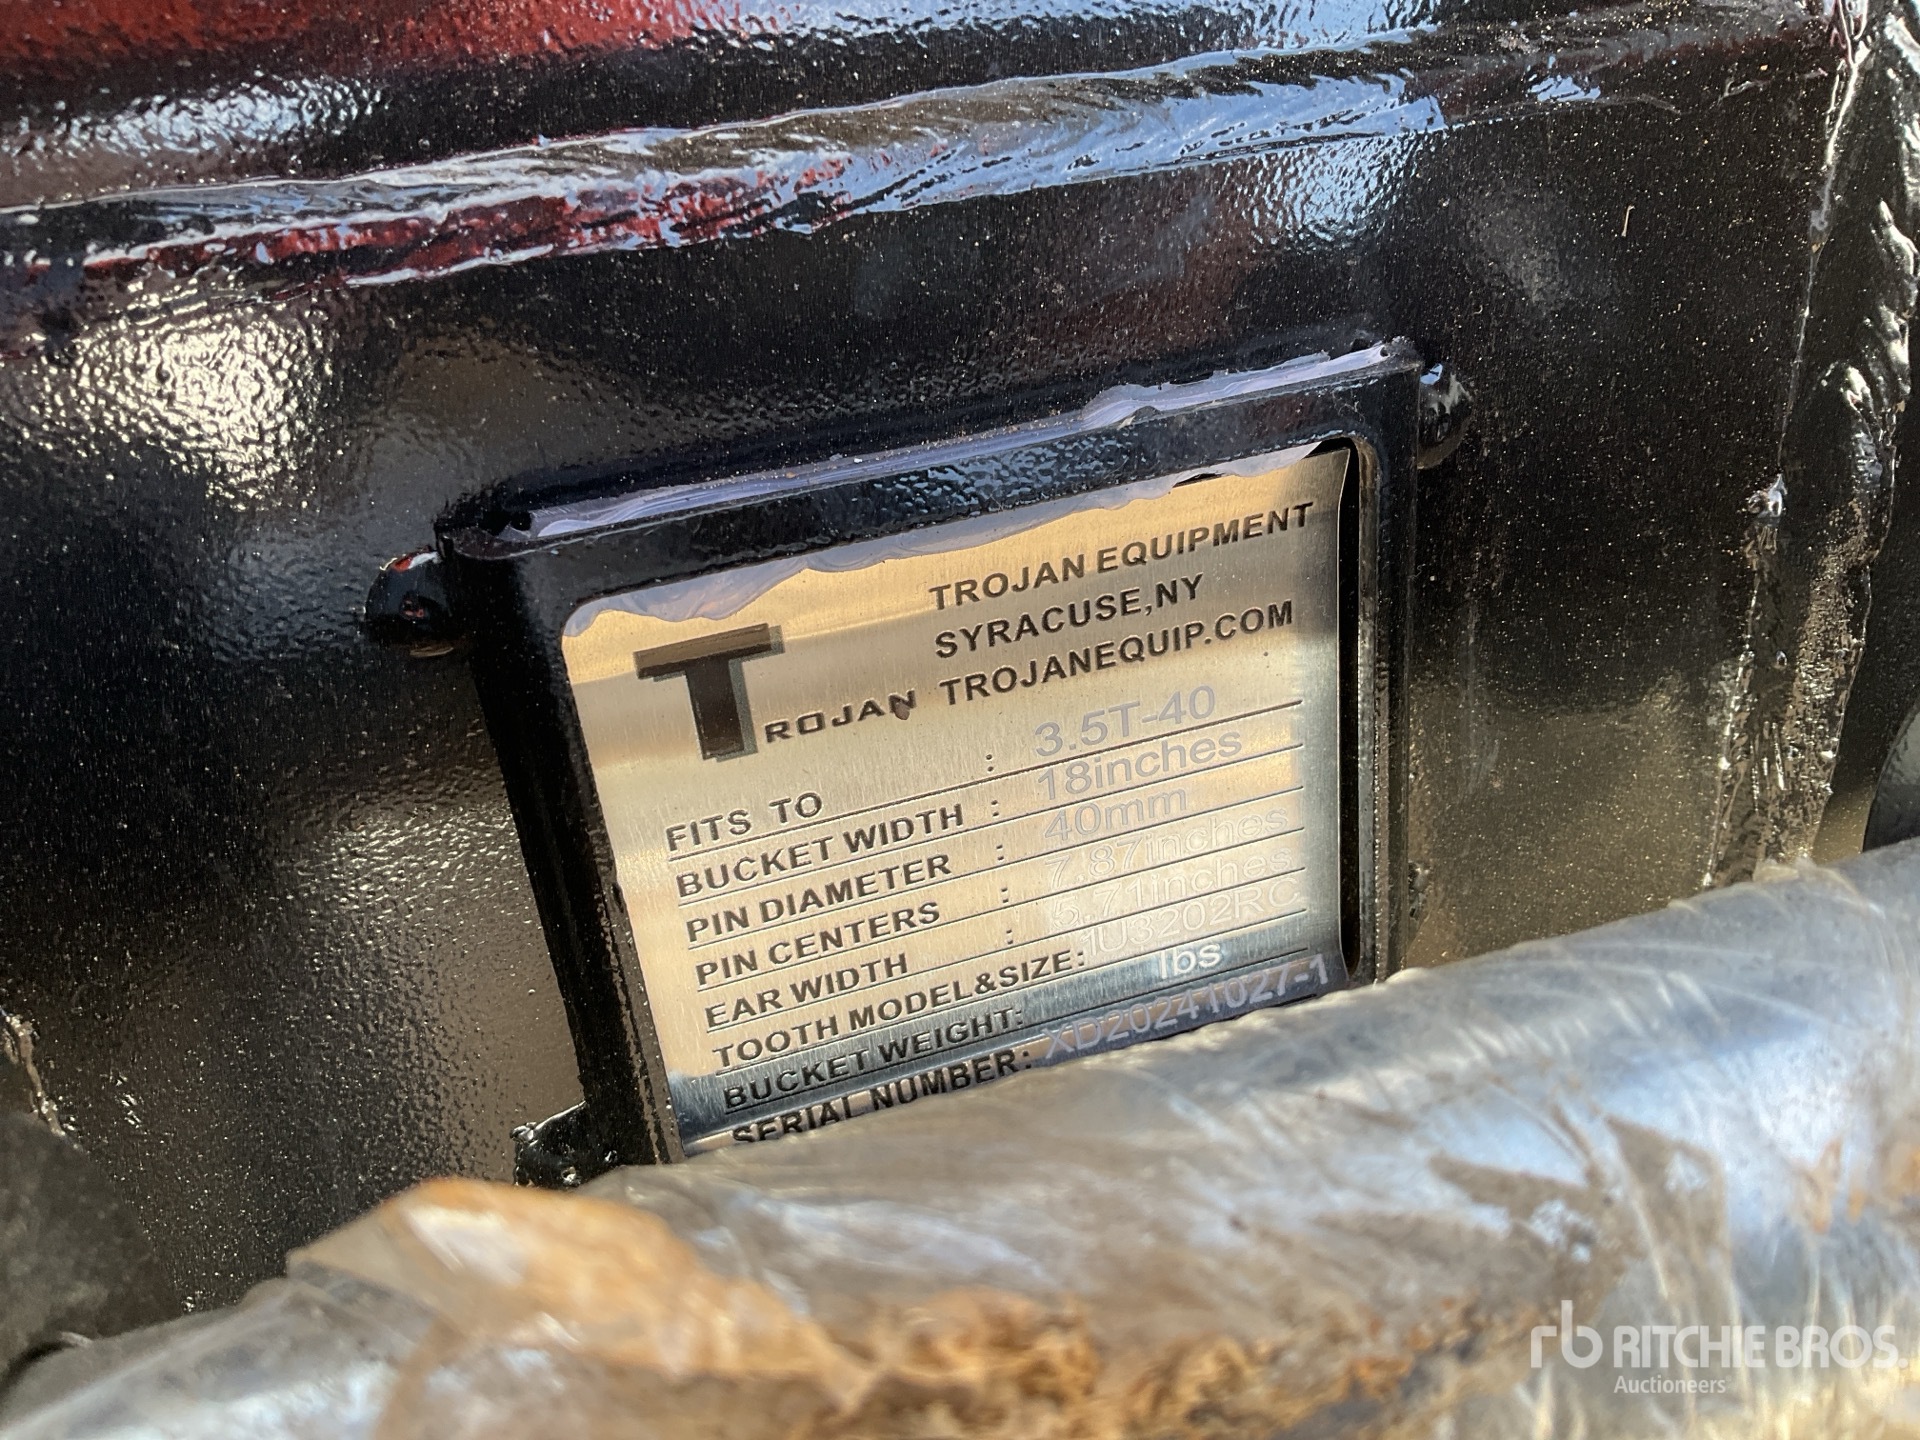 TROJAN EQUIPMENT
SYRACUSE,NY
TROJAN TROJANEQUIP.COM
FITS TO : 3.5T-40
BUCKET WIDTH : 18inches
PIN DIAMETER : 40mm
PIN CENTERS : 7.87inches
EAR WIDTH : 5.71inches
TOOTH MODEL&SIZE: 1U3202RC
BUCKET WEIGHT: lbs
SERIAL NUMBER: XD20241027-1
rb RITCHIE BROS.
Auctioneers